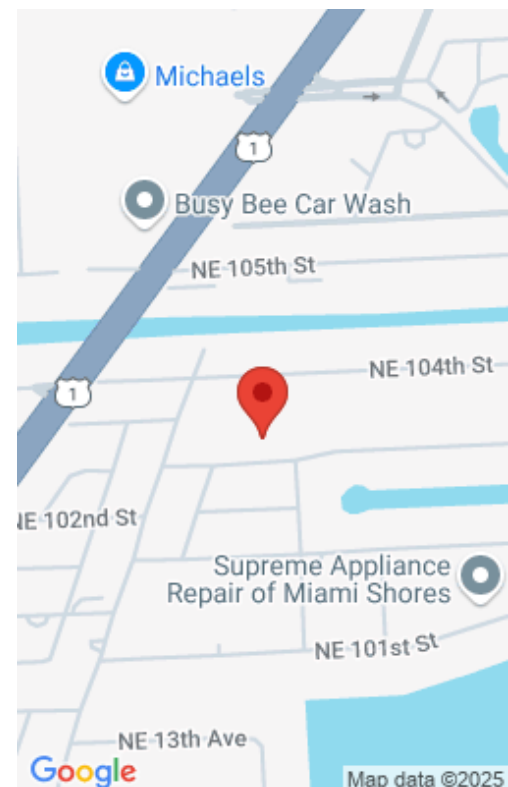 Michaels
1
Busy Bee Car Wash
NE 105th St
NE 104th St
1
NE 102nd St
Supreme Appliance
Repair of Miami Shores
NE 101st St
NE 13th Ave
Google
Map data ©2025